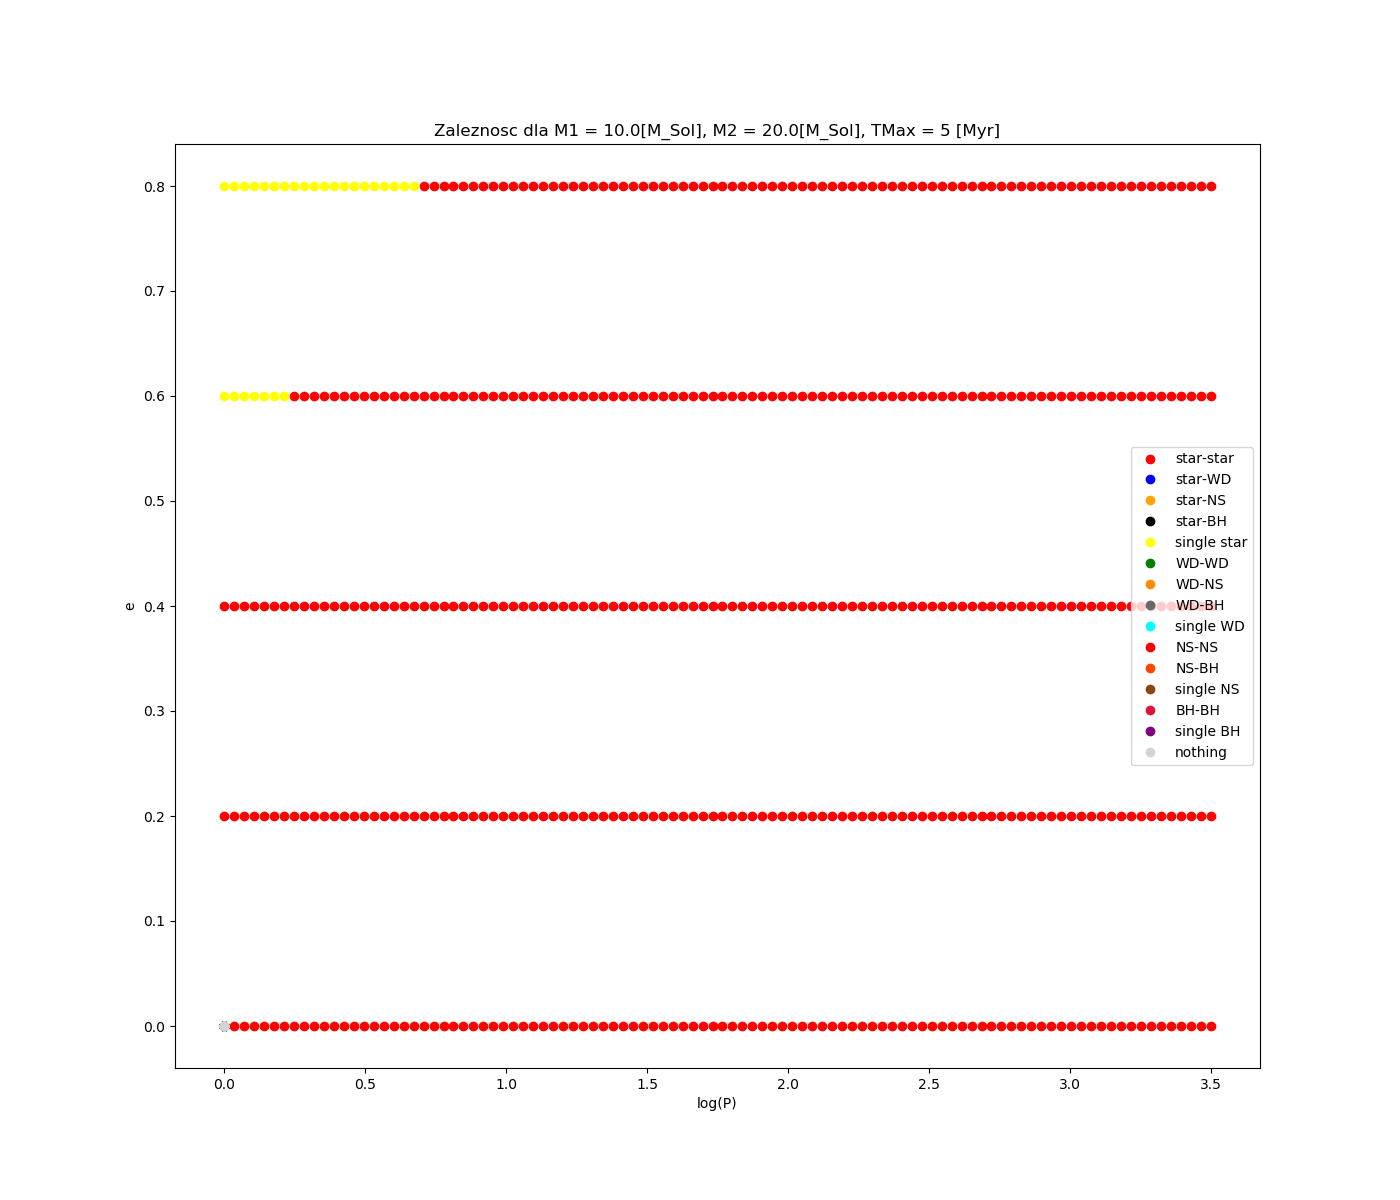 Zaleznosc dla M1 = 10.0[M_Sol], M2 = 20.0[M_Sol], TMax = 5 [Myr]
0.8
0.7
0.6
0.5
0.4
0.3
0.2
0.1
0.0
e
star-star
star-WD
star-NS
star-BH
single star
WD-WD
WD-NS
WD-BH
single WD
NS-NS
NS-BH
single NS
BH-BH
single BH
nothing
0.0 0.5 1.0 1.5 2.0 2.5 3.0 3.5
log(P)